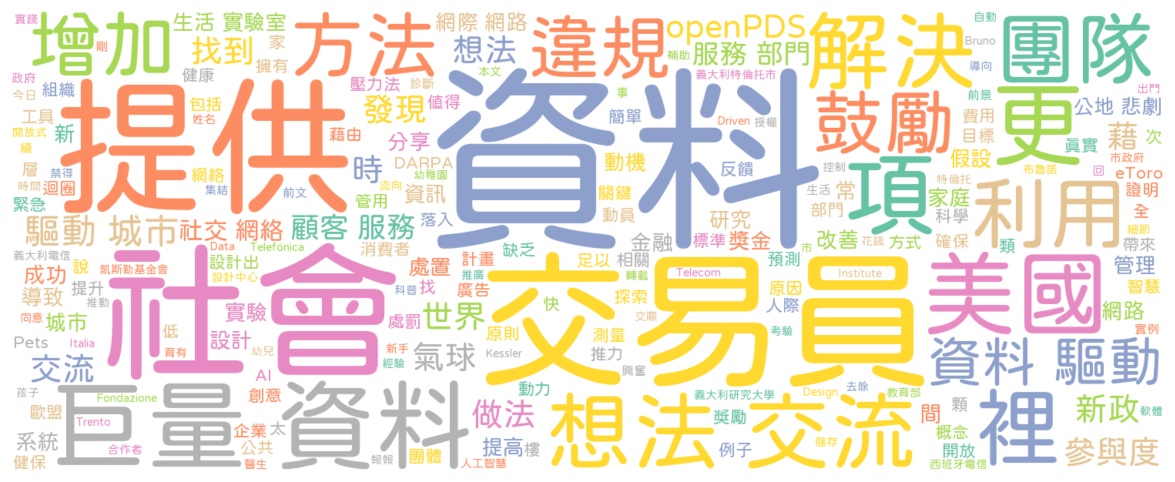 資料
提供
社會
交易員
巨量 資料
想法 交流
增加
方法
違規
解決
團隊
更
鼓勵
項
利用
美國
裡
資料 驅動
驅動 城市
顧客 服務
社交 網絡
世界
氣球
做法
新政
參與度
交流
找到
想法
openPDS
服務 部門
生活 實驗室
網際 網路
發現
時
實踐
剛
家
擁有
健康
政府
今日
組織
壓力法
診斷
本文
值得
補助
義大利特倫托市
事
簡單
Driven
授權
自動
Bruno
導向
前景
出門
公地 悲劇
費用
目標
眞實
藉
次
工具
包括
姓名
開放式
繪
新
藉由
分享
動機
反饋
DARPA
幼稚園
資訊
關鍵
控制
假設
布魯諾
市政府
eToro
證明
回
層
禁得
網絡
集結
前文
流向
管用
時間
迴圈
緊急
落入
動員
研究
生活
常
部門
家庭
科學
特倫托
全
義大利電信
Data
Telefónica
消費者
缺乏
金融
標準
獎金
市
改善
花錢
方式
確保
類
細節
帶來
成功
說
凱斯勒基金會
設計出
設計中心
處置
計畫
推廣
找
廣告
科普
足以
相關
轉載
Telecom
預測
原因
Institute
管理
智慧
導致
提升
推動
同意
城市
實驗
處罰
快
探索
交際
人際
網路
低
設計
原則
測量
考驗
實例
Pets
Italia
育有
幼兒
新手
經驗
Kessler
推力
興奮
AI
孩子
Fondazione
創意
動力
義大利研究大學
Design
去除
教育部
歐盟
Trento
合作者
企業
太
獎勵
間
顆
軟體
系統
公共
提高
樓
例子
儲存
概念
開放
健保
醫生
報報
團體
人工智慧
西班牙電信